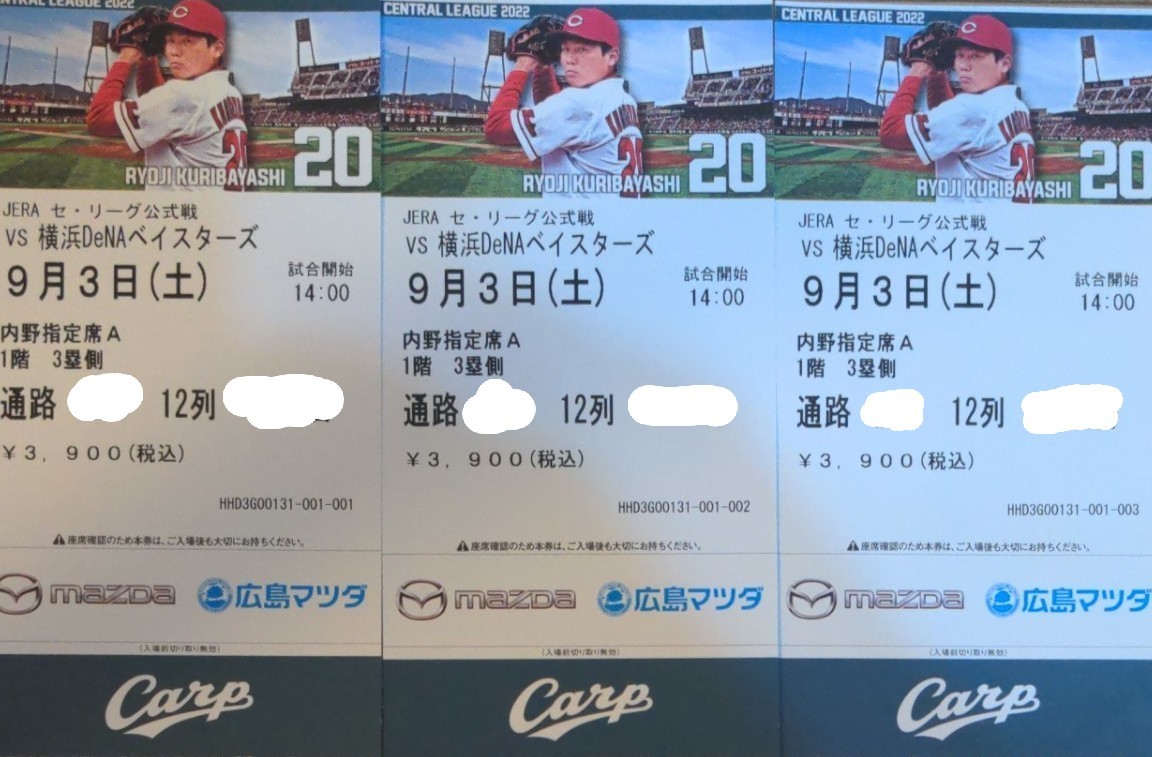 CENTRAL LEAGUE 2022
20
RYOJI KURIBAYASHI
JERA セ・リーグ公式戦
VS 横浜DeNAベイスターズ
9月3日(土)
試合開始
14:00
内野指定席A
1階 3塁側
通路 12列
¥3,900(税込)
HHD3G00131-001-001
⚠座席確認のため本券は、ご入場後も大切にお持ちください。
mazda
広島マツダ
(入場前切り取り無効)
Carp
CENTRAL LEAGUE 2022
20
RYOJI KURIBAYASHI
JERA セ・リーグ公式戦
VS 横浜DeNAベイスターズ
9月3日(土)
試合開始
14:00
内野指定席A
1階 3塁側
通路 12列
¥3,900(税込)
HHD3G00131-001-002
⚠座席確認のため本券は、ご入場後も大切にお持ちください。
mazda
広島マツダ
(入場前切り取り無効)
Carp
CENTRAL LEAGUE 2022
20
RYOJI KURIBAYASHI
JERA セ・リーグ公式戦
VS 横浜DeNAベイスターズ
9月3日(土)
試合開始
14:00
内野指定席A
1階 3塁側
通路 12列
¥3,900(税込)
HHD3G00131-001-003
⚠座席確認のため本券は、ご入場後も大切にお持ちください。
mazda
広島マツダ
(入場前切り取り無効)
Carp